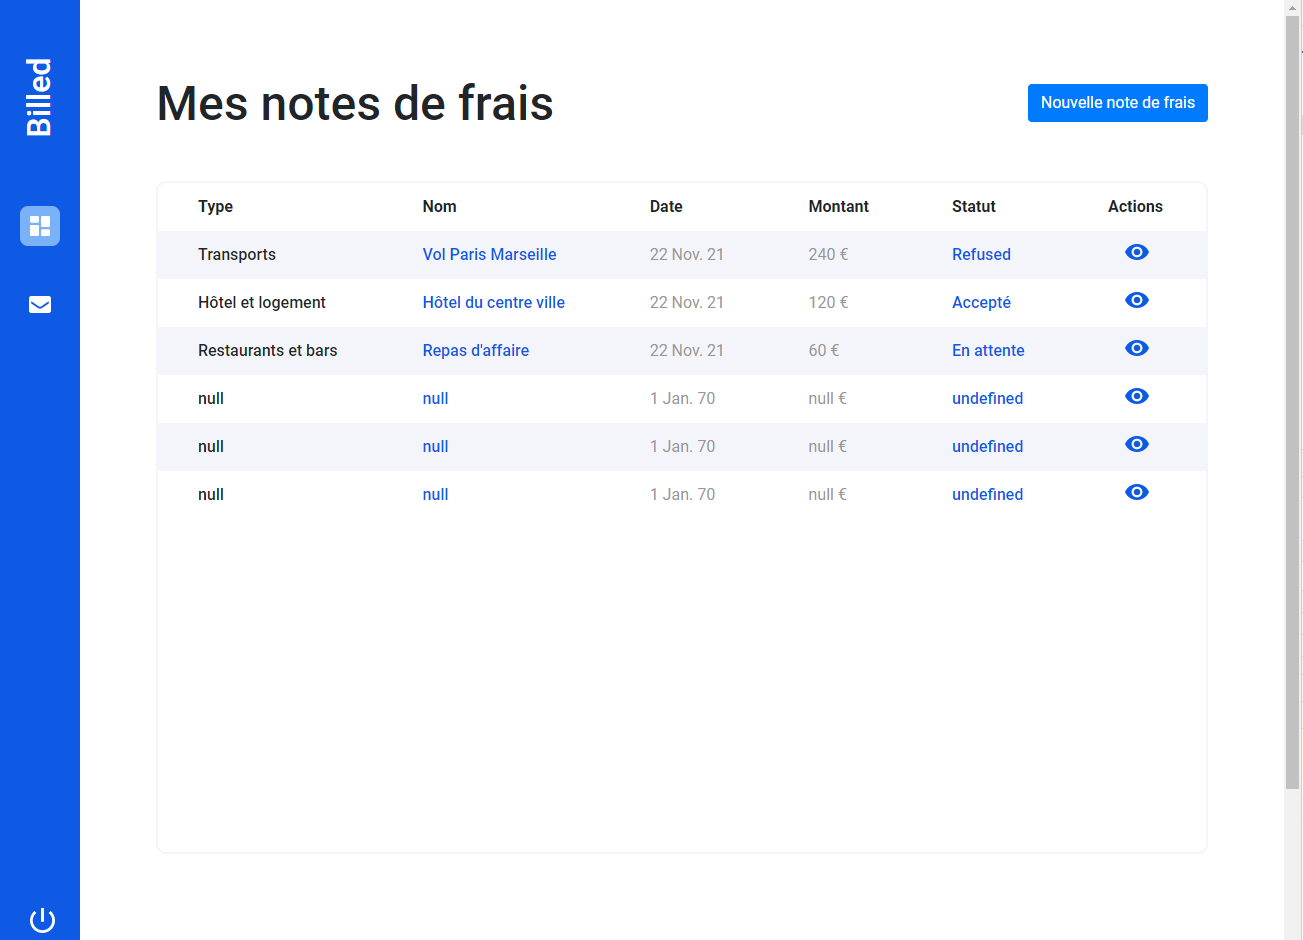 Billed
Mes notes de frais
Nouvelle note de frais
Type Nom Date Montant Statut Actions
Transports Vol Paris Marseille 22 Nov. 21 240 € Refused
Hôtel et logement Hôtel du centre ville 22 Nov. 21 120 € Accepté
Restaurants et bars Repas d'affaire 22 Nov. 21 60 € En attente
null null 1 Jan. 70 null € undefined
null null 1 Jan. 70 null € undefined
null null 1 Jan. 70 null € undefined